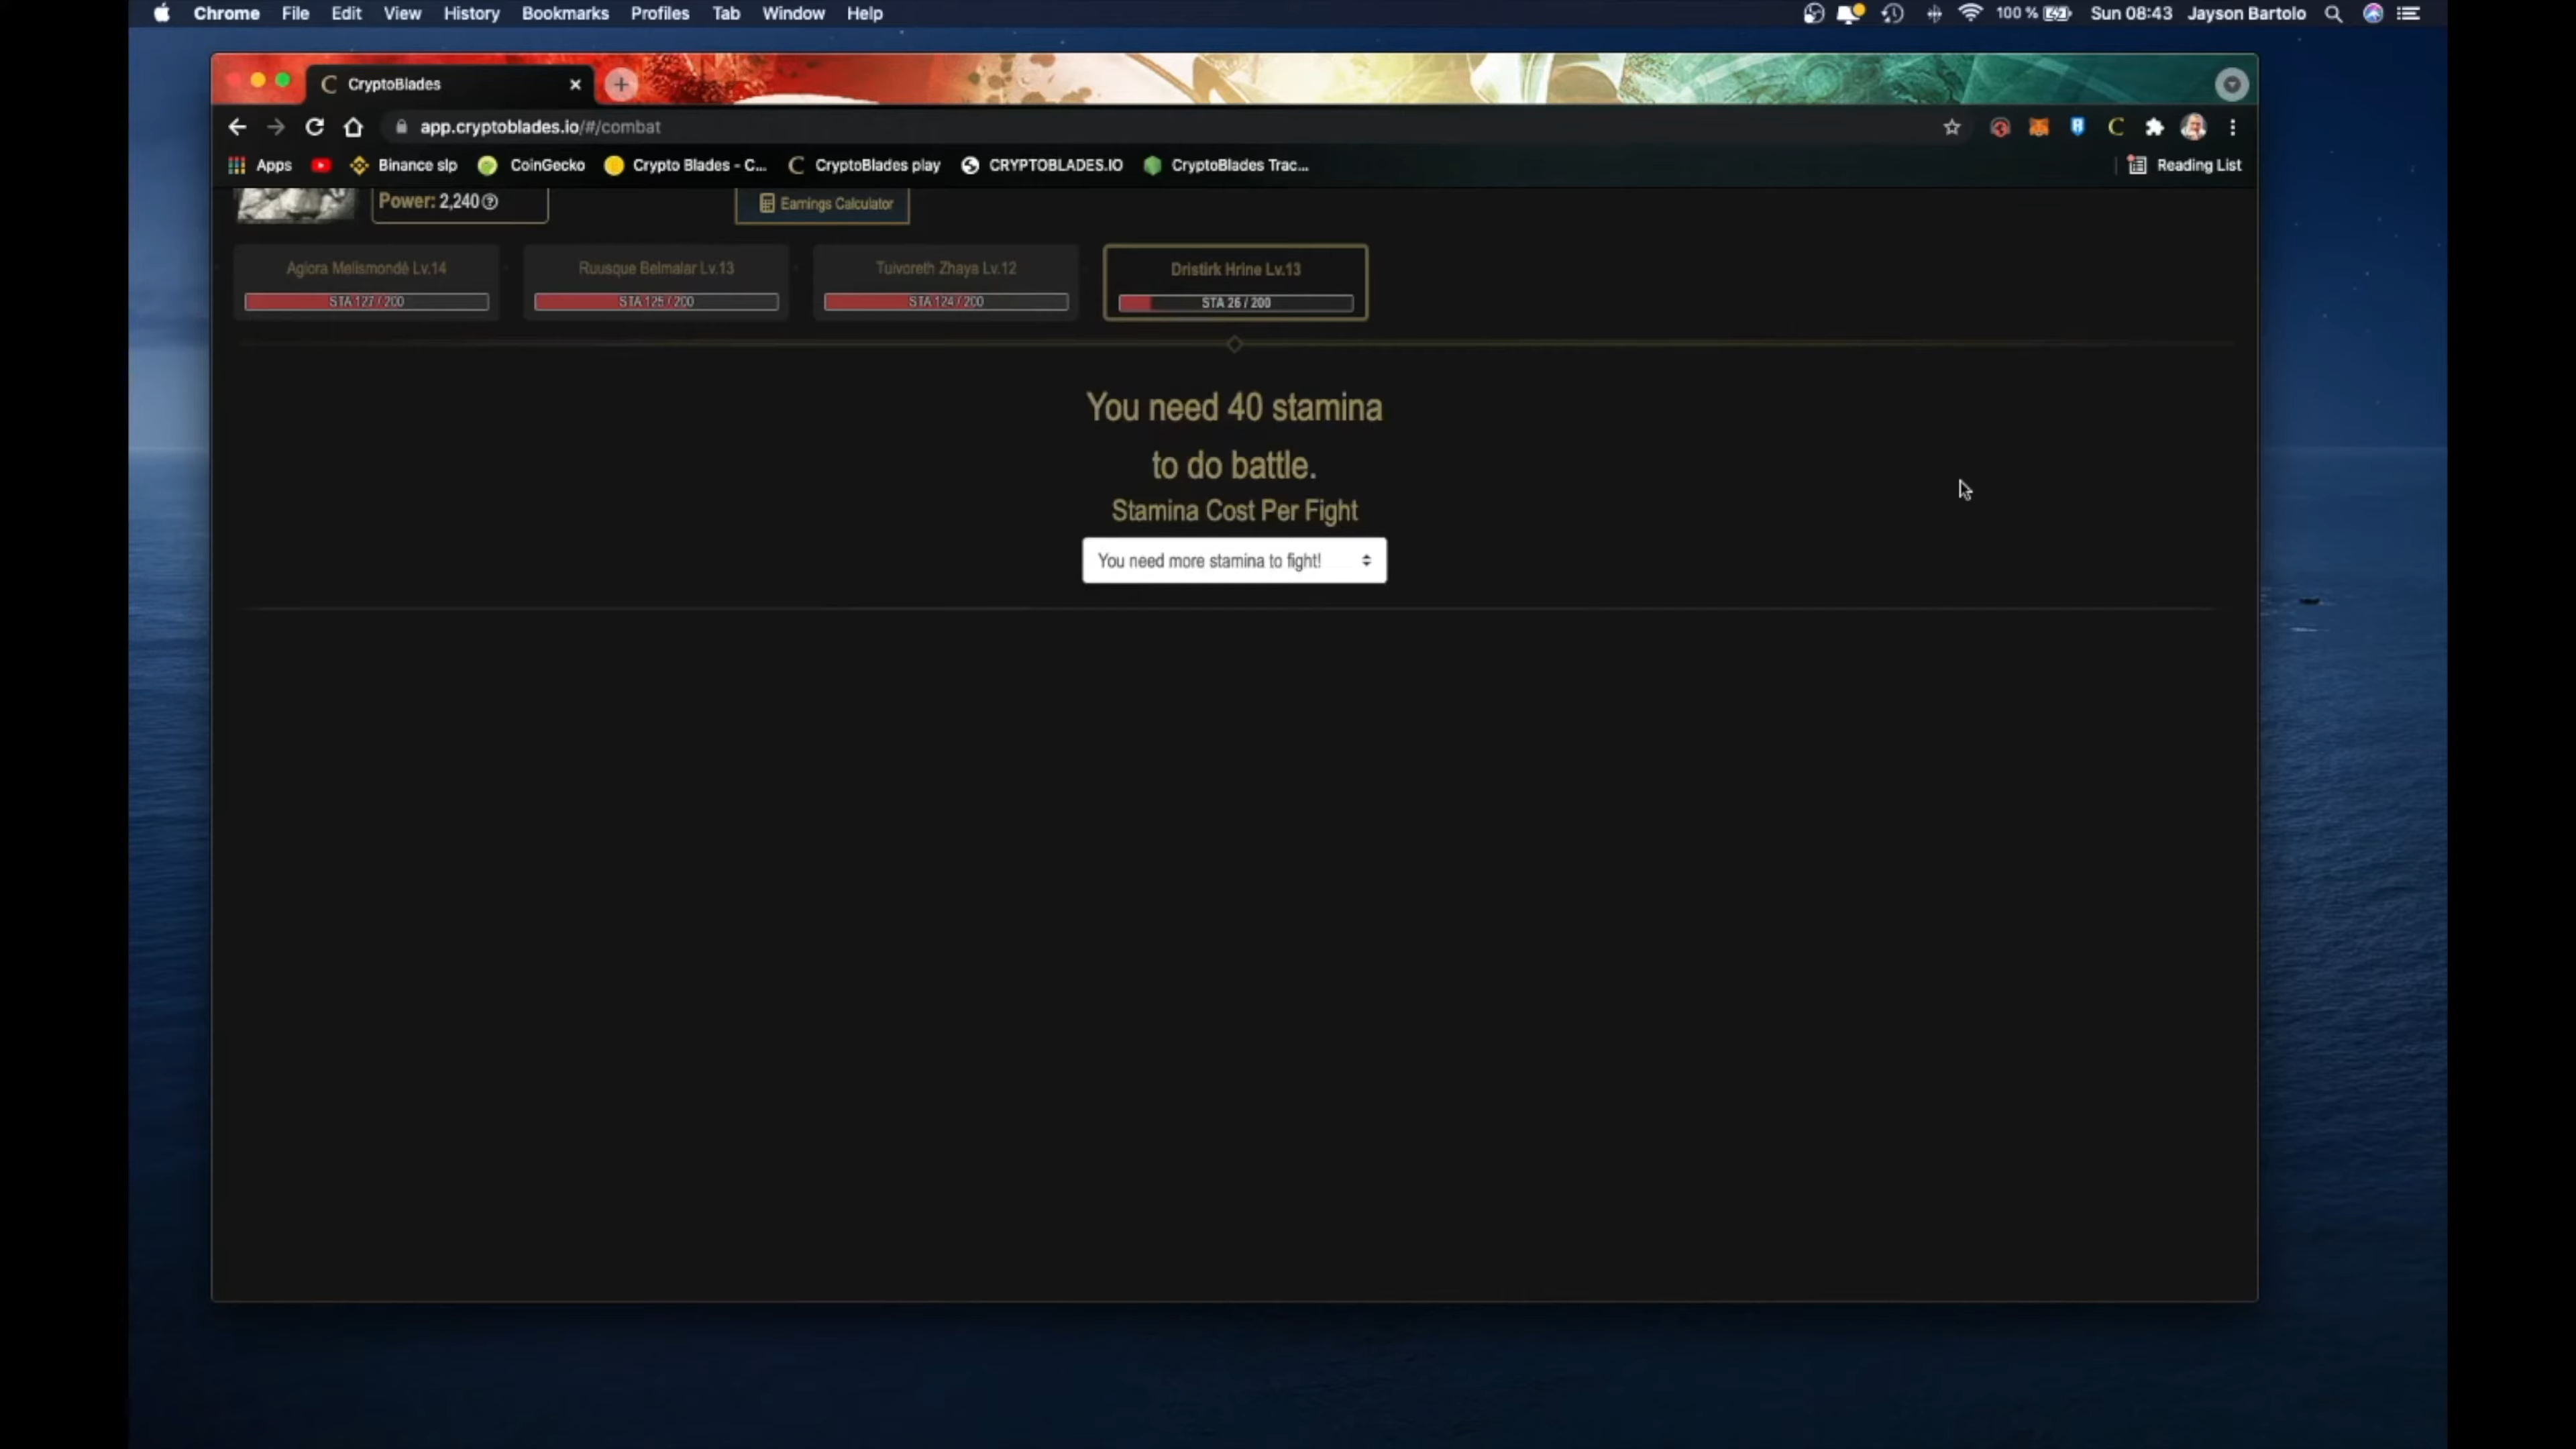 Chrome File Edit View History Bookmarks Profiles Tab Window Help 100 % Sun 08:43 Jayson Bartolo
CryptoBlades
app.cryptoblades.io/#/combat
Apps Binance slp CoinGecko Crypto Blades - C... CryptoBlades play CRYPTOBLADES.IO CryptoBlades Trac... Reading List
Power: 2,240 Earnings Calculator
Agiora Melismondé Lv.14 Ruusque Belmalar Lv.13 Tuivoreth Zhaya Lv.12 Dristirk Hrine Lv.13
STA 127 / 200 STA 125 / 200 STA 124 / 200 STA 26 / 200
You need 40 stamina
to do battle.
Stamina Cost Per Fight
You need more stamina to fight!